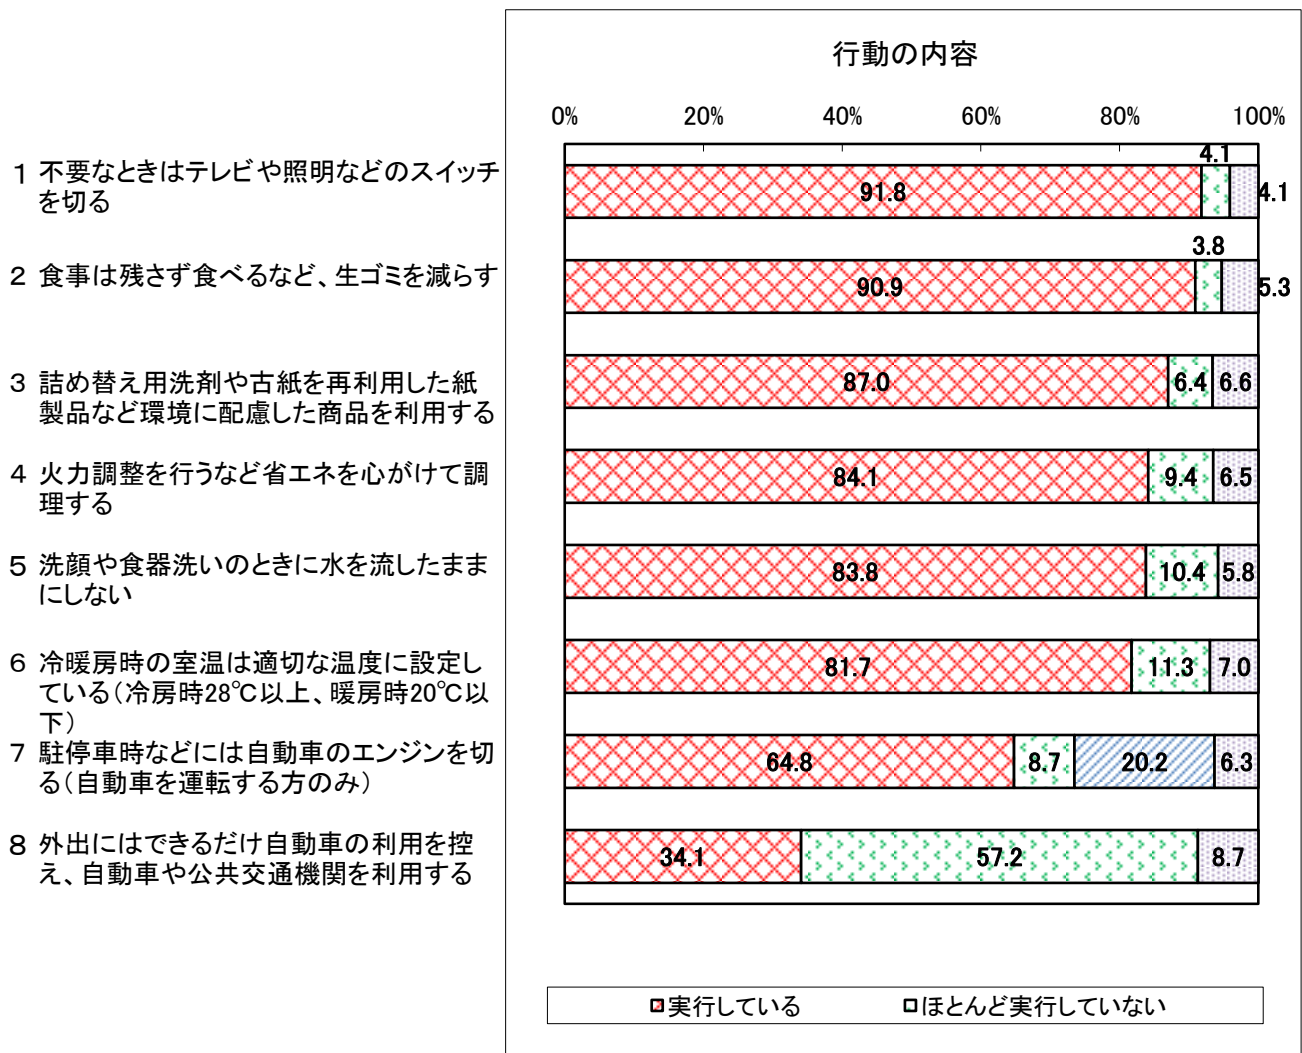 行動の内容
0% 20% 40% 60% 80% 100%
1 不要なときはテレビや照明などのスイッチ
を切る
91.8 4.1 4.1
2 食事は残さず食べるなど、生ゴミを減らす
90.9 3.8 5.3
3 詰め替え用洗剤や古紙を再利用した紙
製品など環境に配慮した商品を利用する
87.0 6.4 6.6
4 火力調整を行うなど省エネを心がけて調
理する
84.1 9.4 6.5
5 洗顔や食器洗いのときに水を流したまま
にしない
83.8 10.4 5.8
6 冷暖房時の室温は適切な温度に設定し
ている(冷房時28℃以上、暖房時20℃以
下)
81.7 11.3 7.0
7 駐停車時などには自動車のエンジンを切
る(自動車を運転する方のみ)
64.8 8.7 20.2 6.3
8 外出にはできるだけ自動車の利用を控
え、自動車や公共交通機関を利用する
34.1 57.2 8.7
実行している ほとんど実行していない